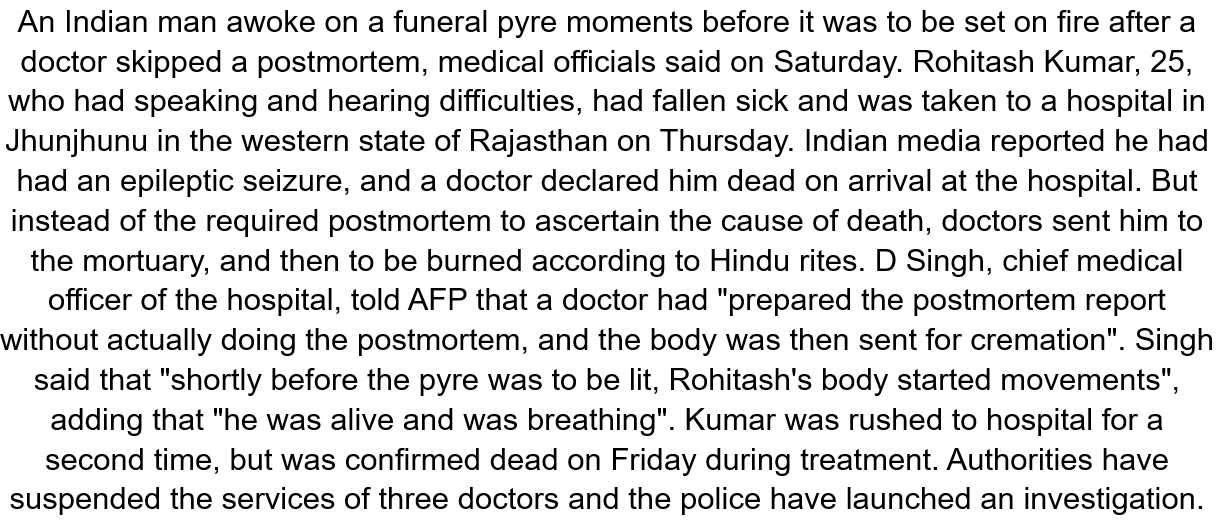 An Indian man awoke on a funeral pyre moments before it was to be set on fire after a
doctor skipped a postmortem, medical officials said on Saturday. Rohitash Kumar, 25,
who had speaking and hearing difficulties, had fallen sick and was taken to a hospital in
Jhunjhunu in the western state of Rajasthan on Thursday. Indian media reported he had
had an epileptic seizure, and a doctor declared him dead on arrival at the hospital. But
instead of the required postmortem to ascertain the cause of death, doctors sent him to
the mortuary, and then to be burned according to Hindu rites. D Singh, chief medical
officer of the hospital, told AFP that a doctor had "prepared the postmortem report
without actually doing the postmortem, and the body was then sent for cremation". Singh
said that "shortly before the pyre was to be lit, Rohitash's body started movements",
adding that "he was alive and was breathing". Kumar was rushed to hospital for a
second time, but was confirmed dead on Friday during treatment. Authorities have
suspended the services of three doctors and the police have launched an investigation.